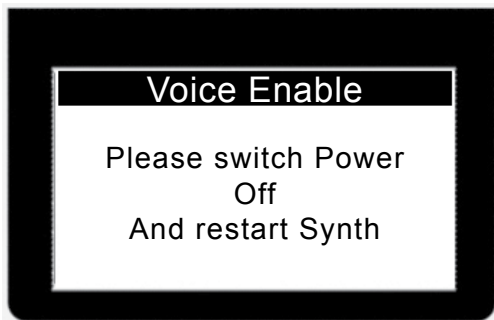 Voice Enable
Please switch Power
Off
And restart Synth